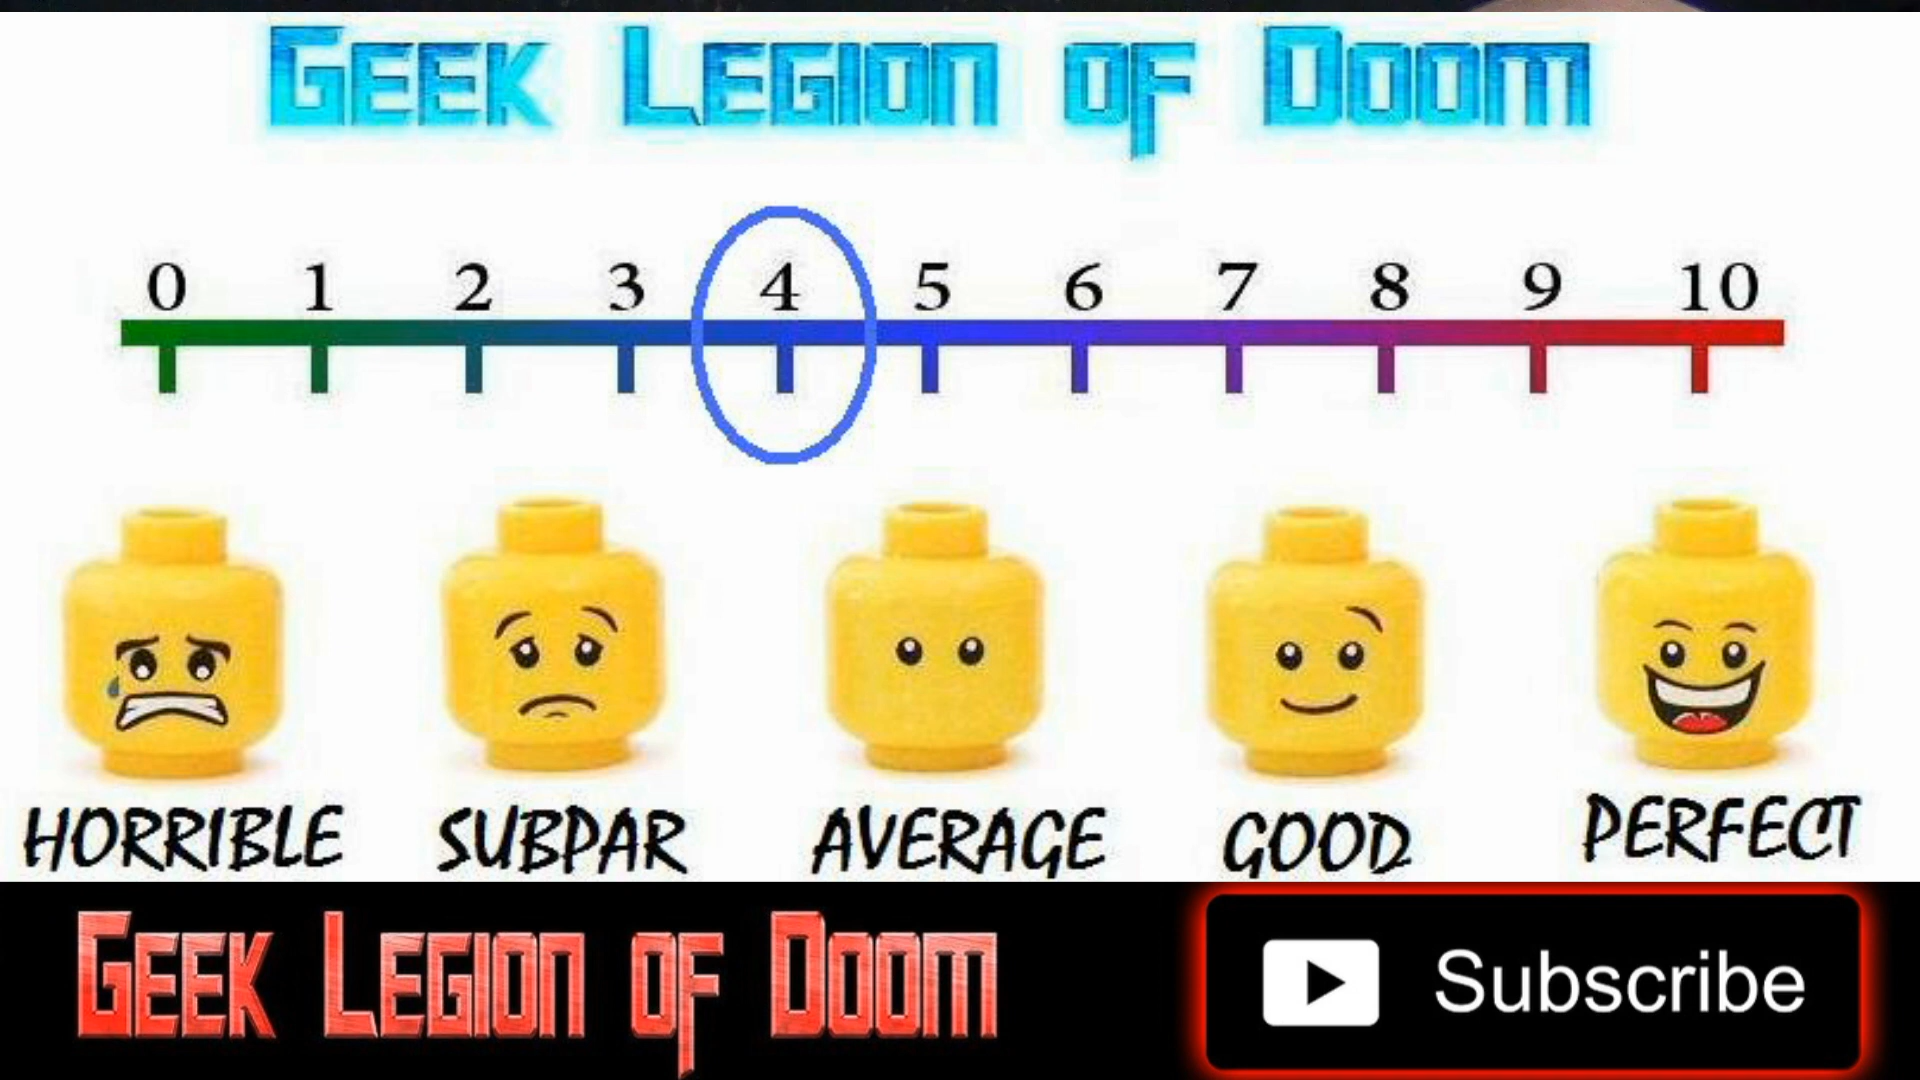 GEEK LEGION OF DOOM
0 1 2 3 4 5 6 7 8 9 10
HORRIBLE SUBPAR AVERAGE GOOD PERFECT
GEEK LEGION OF DOOM
Subscribe